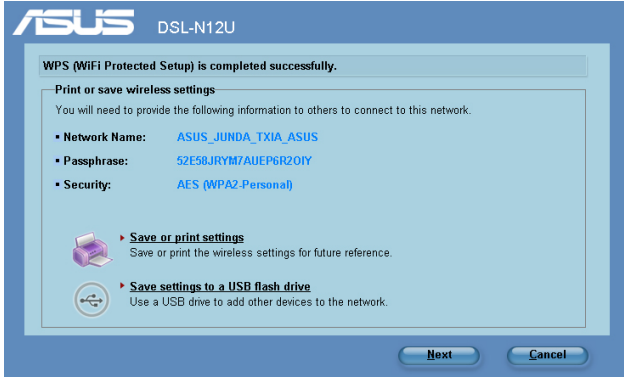 ASUS DSL-N12U
WPS (WiFi Protected Setup) is completed successfully.
Print or save wireless settings
You will need to provide the following information to others to connect to this network.
▪ Network Name: ASUS_JUNDA_TXIA_ASUS
▪ Passphrase: 52E58JRYM7AUEP6R2OIY
▪ Security: AES (WPA2-Personal)
Save or print settings
Save or print the wireless settings for future reference.
Save settings to a USB flash drive
Use a USB drive to add other devices to the network.
Next Cancel